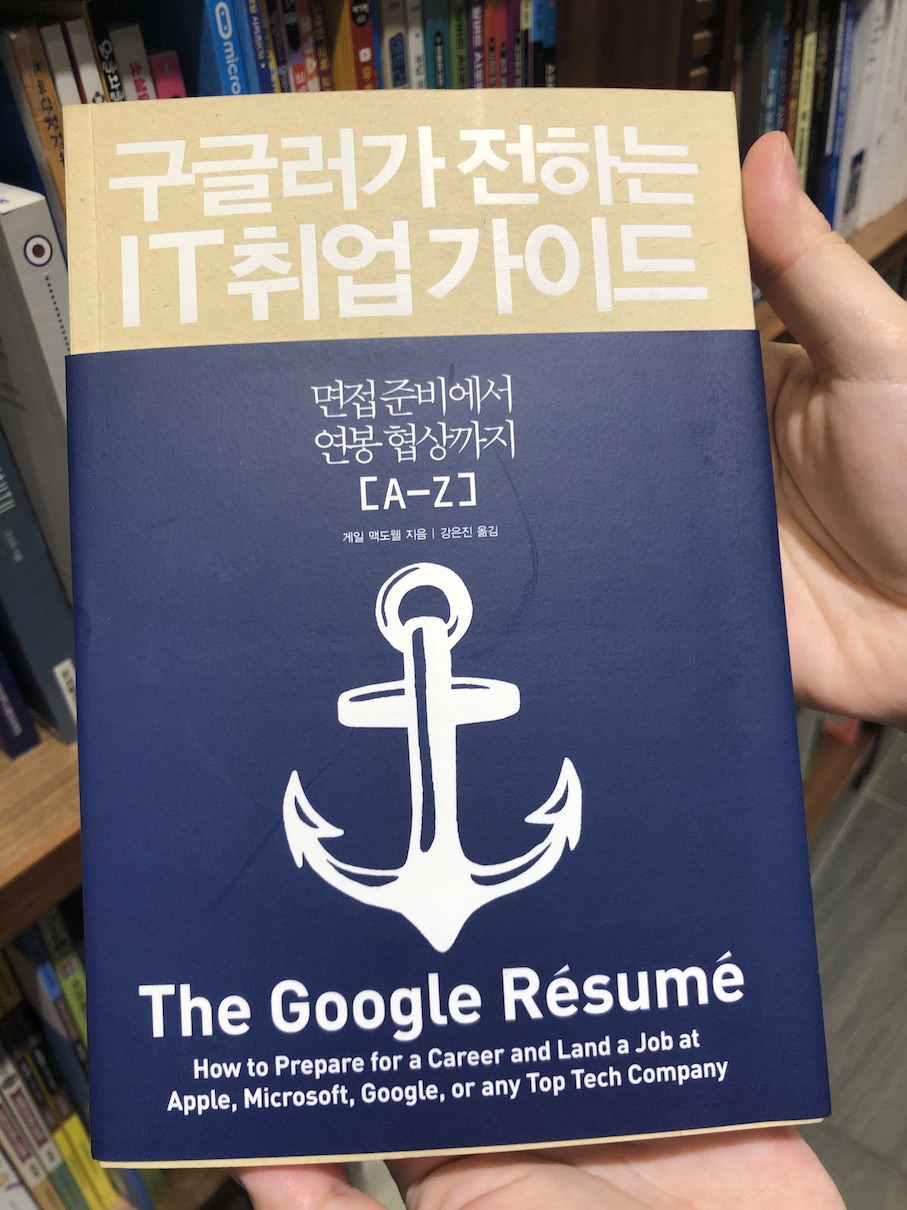 구글러가 전하는
IT 취업 가이드
면접 준비에서
연봉 협상까지
[A-Z]
게일 맥도웰 지음 | 강은진 옮김
The Google Résumé
How to Prepare for a Career and Land a Job at
Apple, Microsoft, Google, or any Top Tech Company
micro